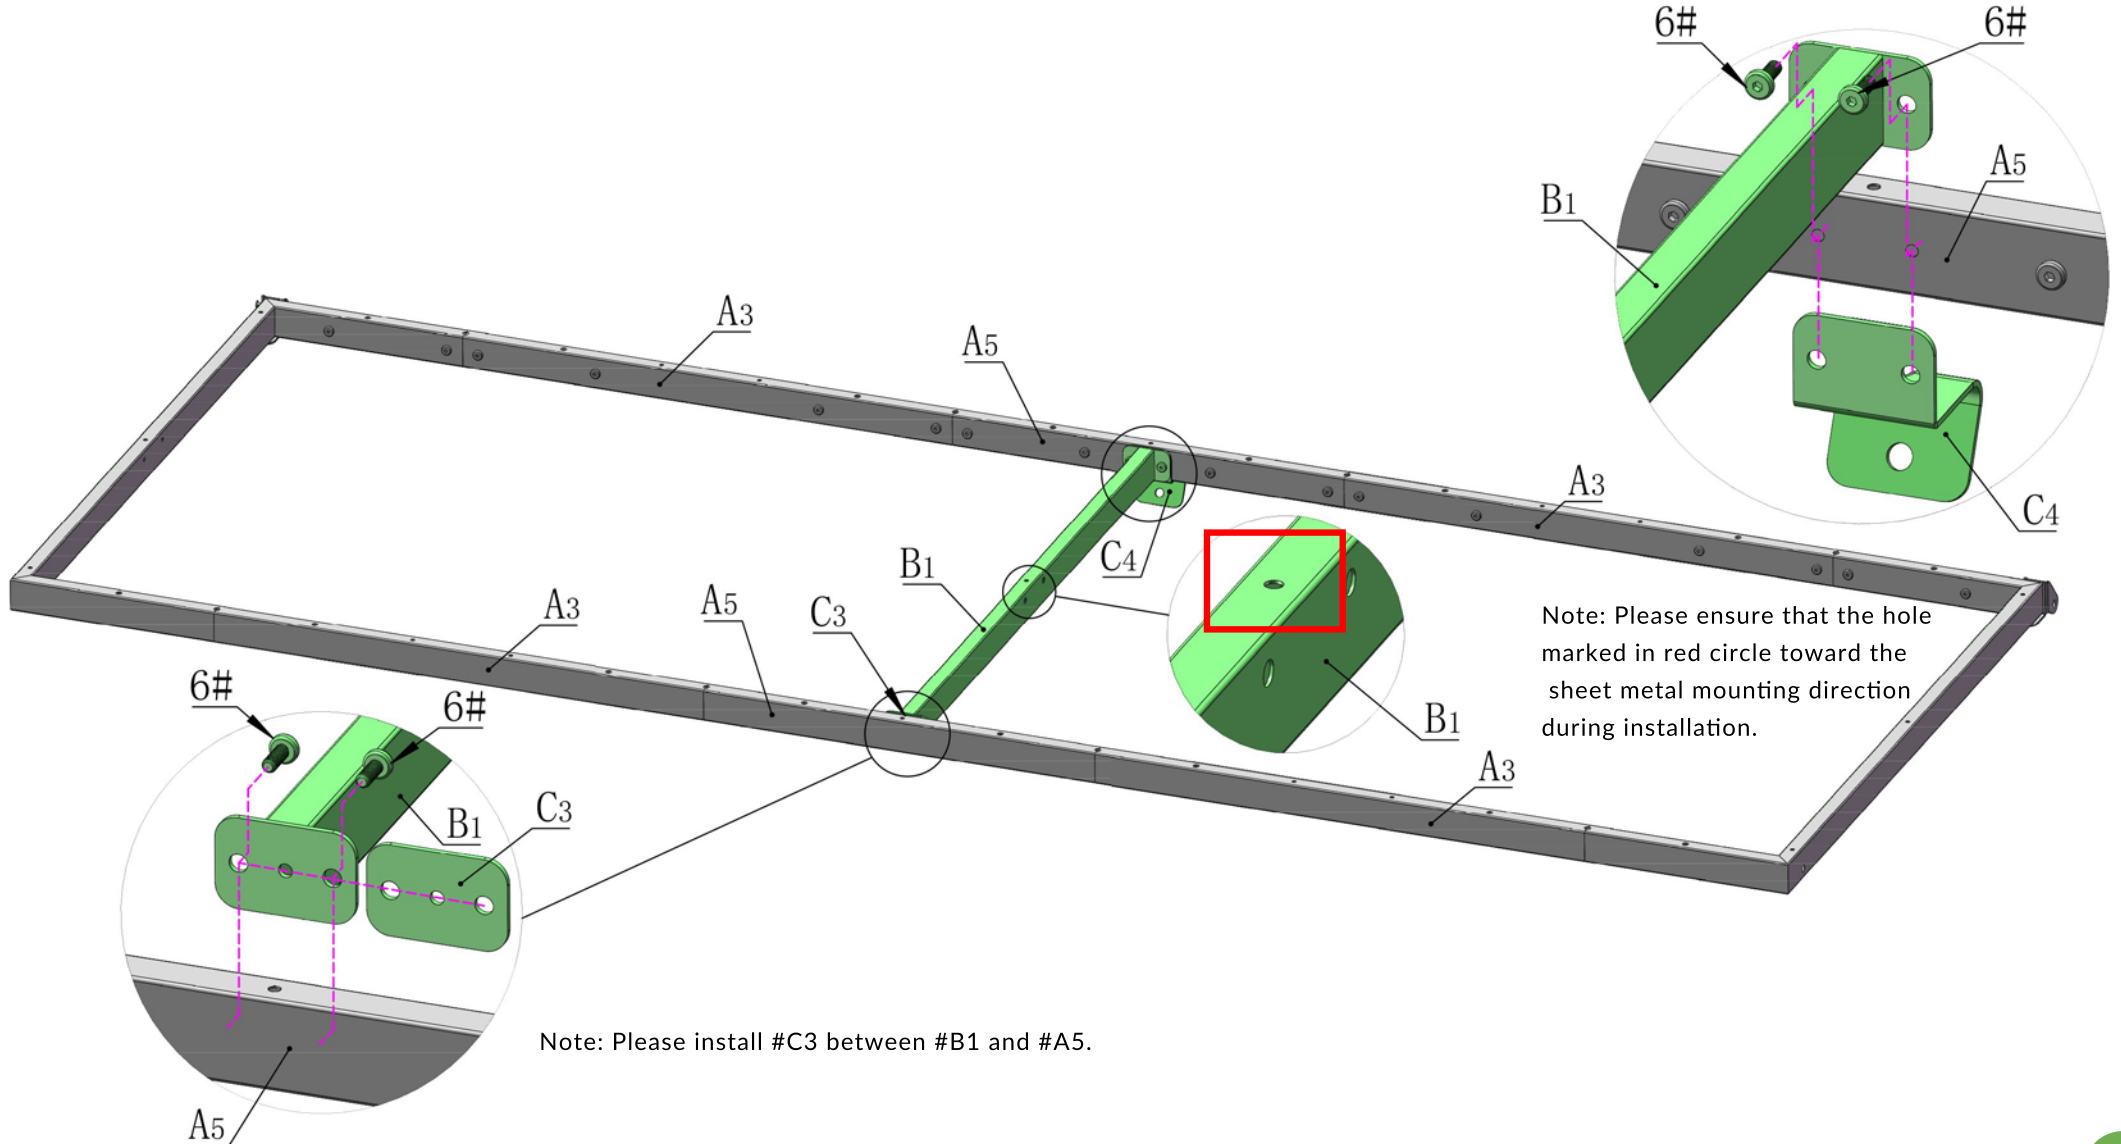 6#
6#
A5
B1
A3
A5
A3
C4
C4
B1
A3
A5
C3
Note: Please ensure that the hole
marked in red circle toward the
sheet metal mounting direction
during installation.
6#
6#
B1
A3
B1
C3
Note: Please install #C3 between #B1 and #A5.
A5